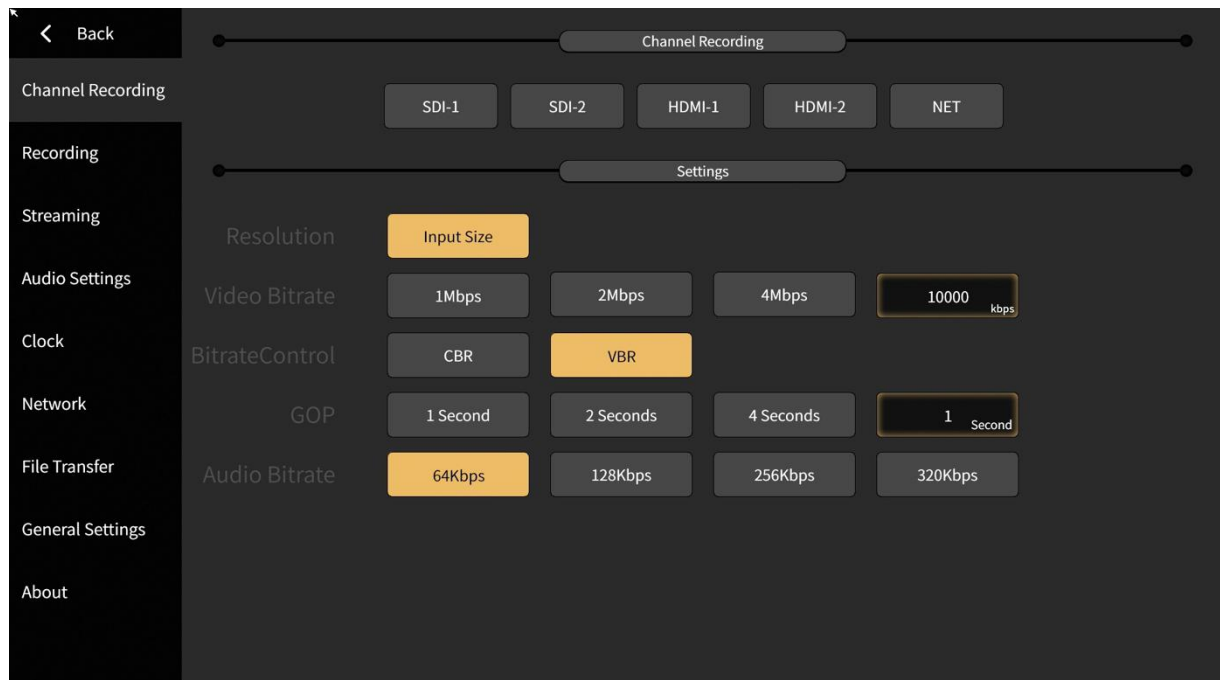 Back
Channel Recording
Recording
Streaming
Audio Settings
Clock
Network
File Transfer
General Settings
About
Channel Recording
SDI-1 SDI-2 HDMI-1 HDMI-2 NET
Settings
Resolution Input Size
Video Bitrate 1Mbps 2Mbps 4Mbps 10000 kbps
BitrateControl CBR VBR
GOP 1 Second 2 Seconds 4 Seconds 1 Second
Audio Bitrate 64Kbps 128Kbps 256Kbps 320Kbps